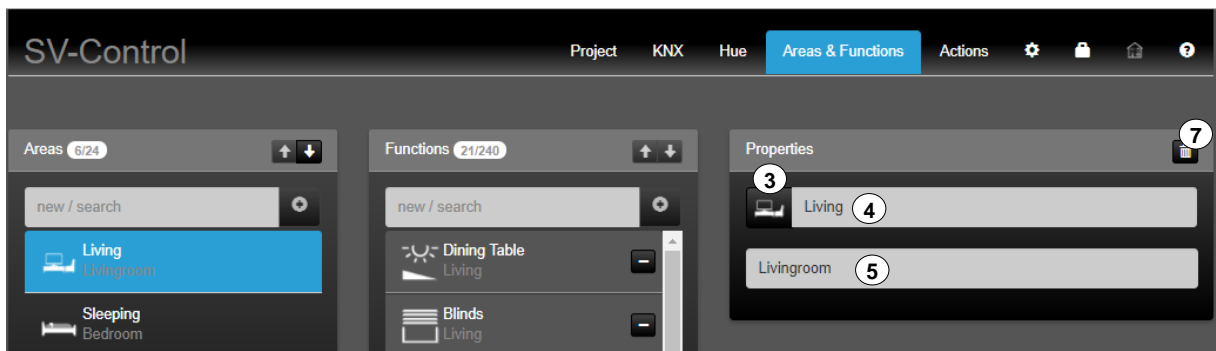 SV-Control
Project KNX Hue Areas & Functions Actions
Areas 6/24
new / search
Living
Livingroom
Sleeping
Bedroom
Functions 21/240
new / search
Dining Table
Living
Blinds
Living
Properties
7
3
Living 4
Livingroom 5